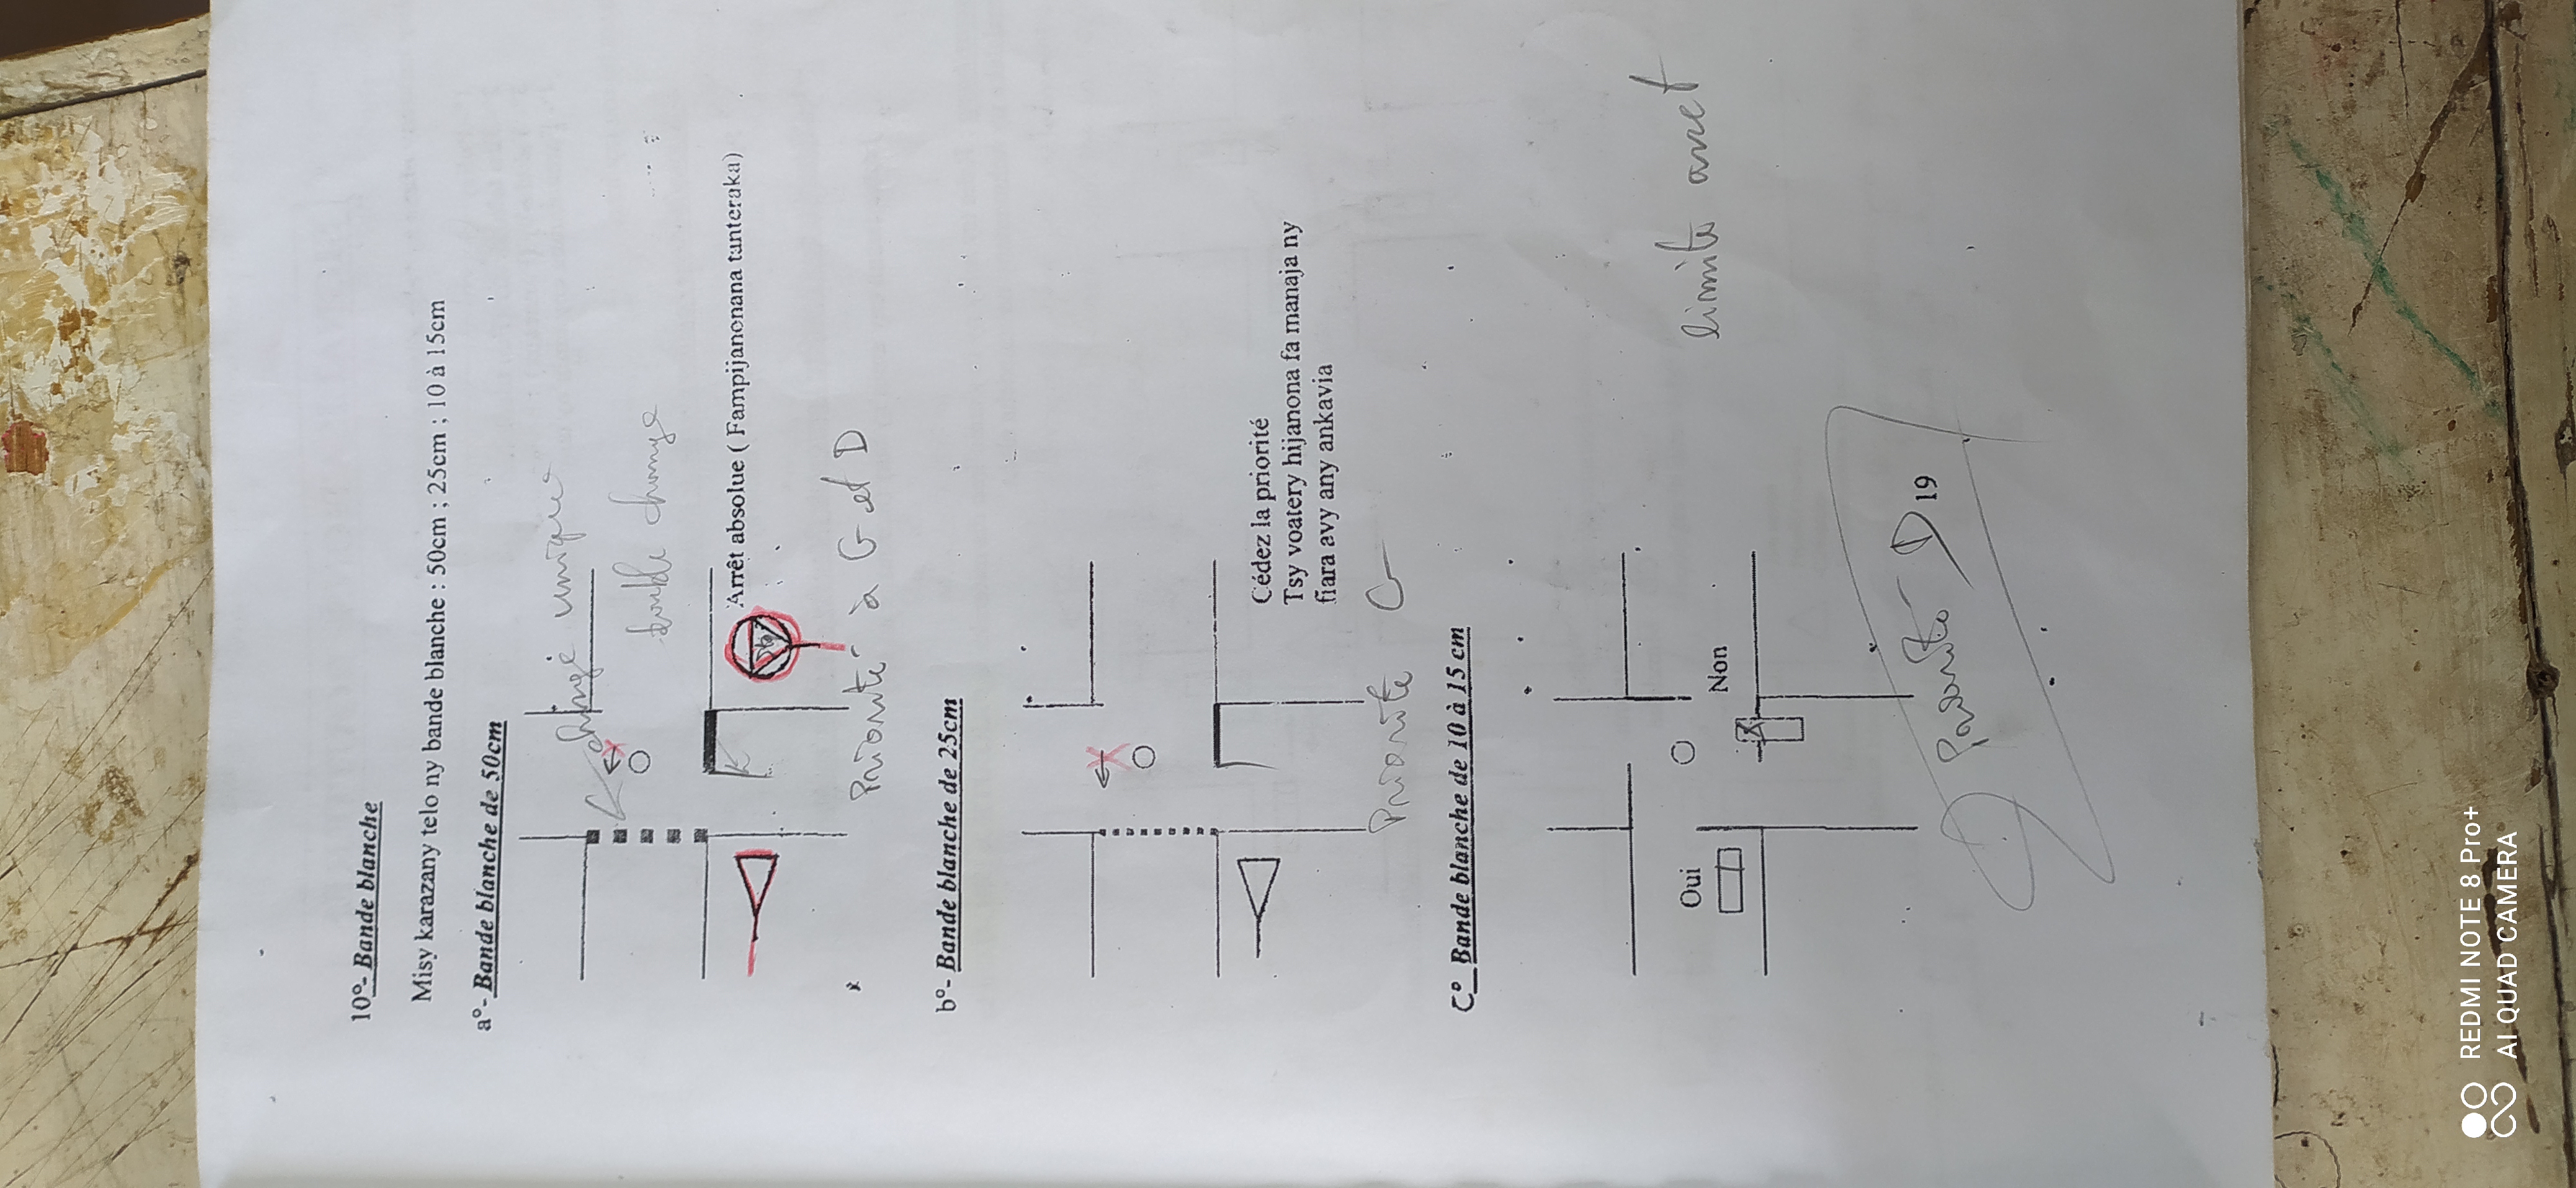 10°- Bande blanche
Misy karazany telo ny bande blanche : 50cm ; 25cm ; 10 à 15cm
a°- Bande blanche de 50cm
unique
double change
Arrêt absolue ( Fampijanonana tanteraka)
Priorité à G et D
b°- Bande blanche de 25cm
Cédez la priorité
Tsy voatery hijanona fa manaja ny
fiara avy any ankavia
Priorité G
C° Bande blanche de 10 à 15 cm
Oui
Non
limite arret
Priorité D
19
REDMI NOTE 8 Pro+
AI QUAD CAMERA